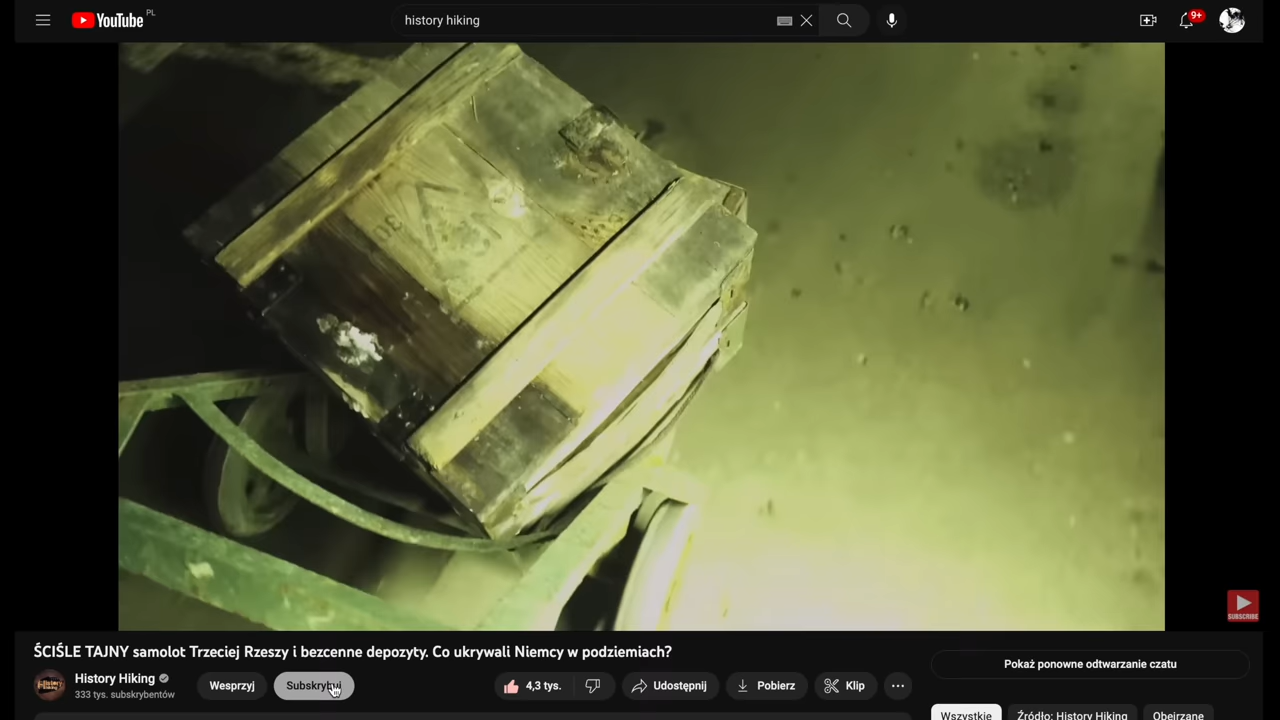 YouTube PL
history hiking
9+
30
SUBSCRIBE
ŚCIŚLE TAJNY samolot Trzeciej Rzeszy i bezcenne depozyty. Co ukrywali Niemcy w podziemiach?
History Hiking
333 tys. subskrybentów
Wesprzyj
Subskrybuj
4,3 tys.
Udostępnij
Pobierz
Klip
Pokaż ponowne odtwarzanie czatu
Wszystkie
Źródło: History Hiking
Obejrzane